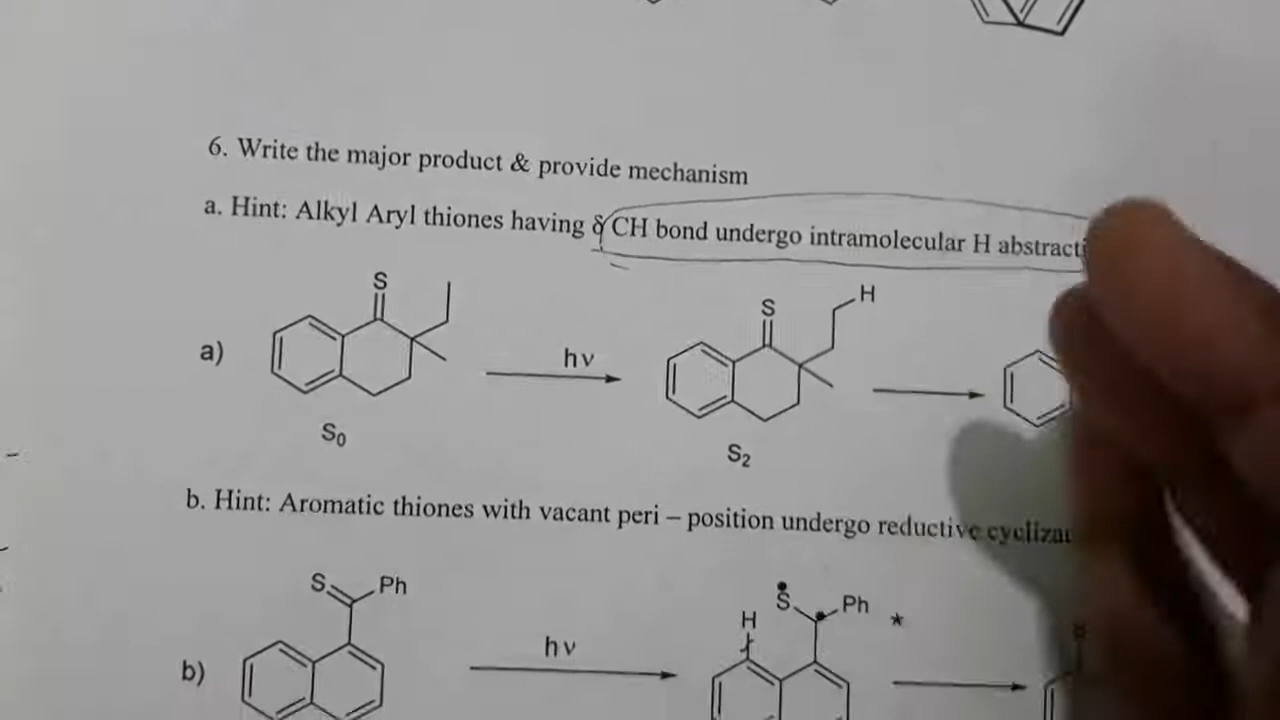 6. Write the major product & provide mechanism
a. Hint: Alkyl Aryl thiones having δ CH bond undergo intramolecular H
S
S
H
a)
hν
S₀
S₂
b. Hint: Aromatic thiones with vacant peri – position undergo reductive
S
Ph
H
S
Ph
*
b)
hν